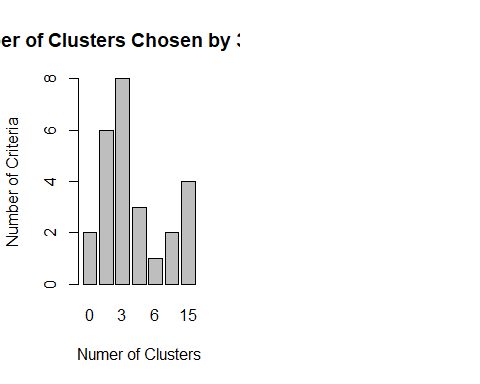 er of Clusters Chosen by
8
6
4
2
0
Number of Criteria
0 3 6 15
Numer of Clusters